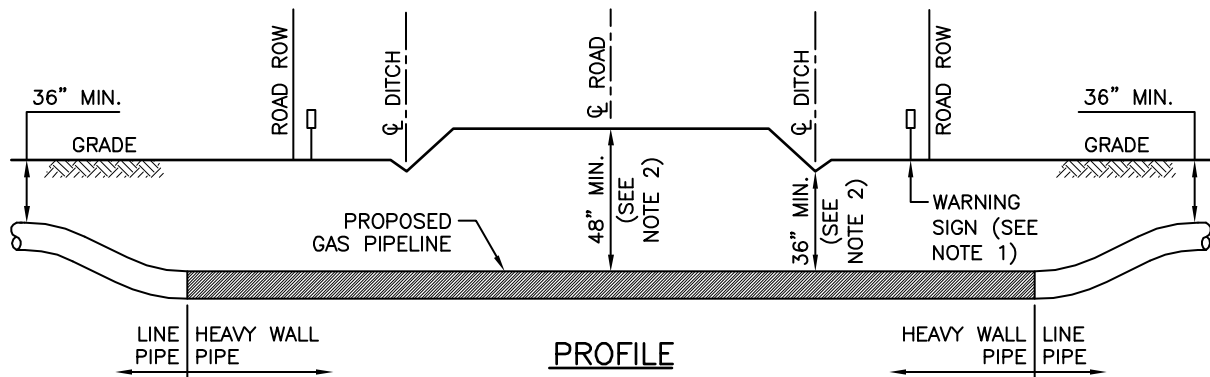 36" MIN.
GRADE
ROAD ROW
℄ DITCH
℄ ROAD
℄ DITCH
ROAD ROW
36" MIN.
GRADE
PROPOSED
GAS PIPELINE
48" MIN.
(SEE
NOTE 2)
36" MIN.
(SEE
NOTE 2)
WARNING
SIGN (SEE
NOTE 1)
LINE
PIPE
HEAVY WALL
PIPE
PROFILE
HEAVY WALL
PIPE
LINE
PIPE